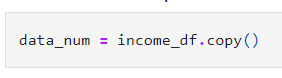 data_num = income_df.copy()